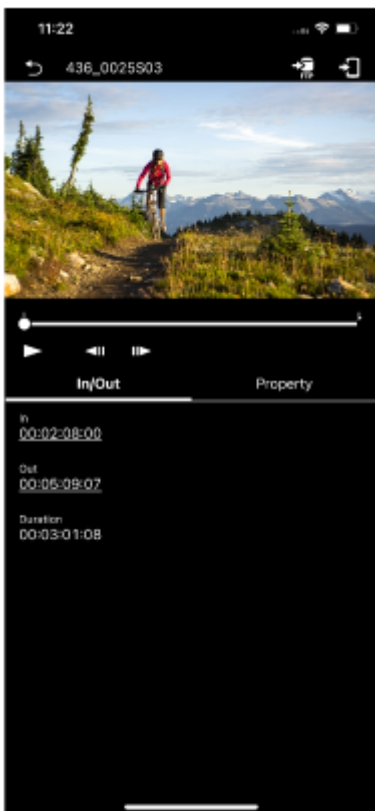 11:22
436_0025S03
FTP
In/Out Property
In
00:02:08:00
Out
00:05:09:07
Duration
00:03:01:08